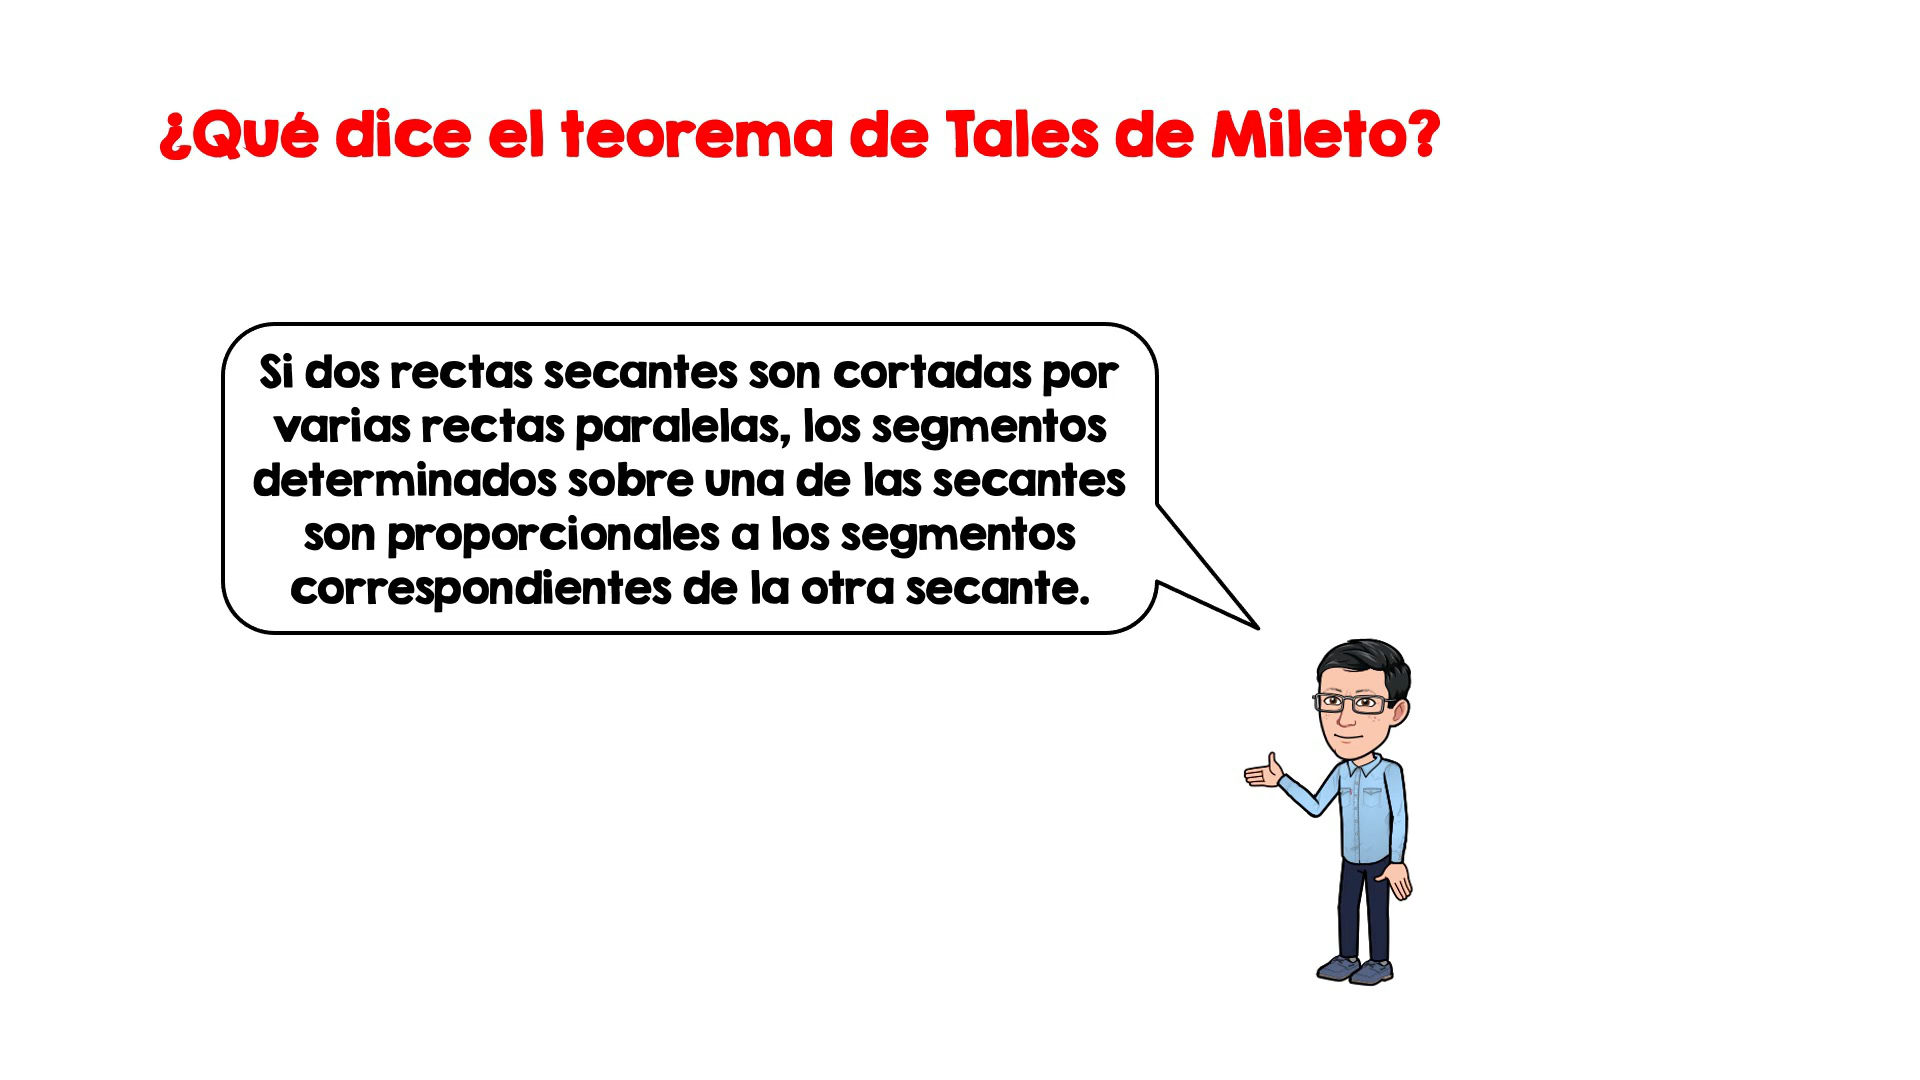 ¿Qué dice el teorema de Tales de Mileto?
Si dos rectas secantes son cortadas por
varias rectas paralelas, los segmentos
determinados sobre una de las secantes
son proporcionales a los segmentos
correspondientes de la otra secante.